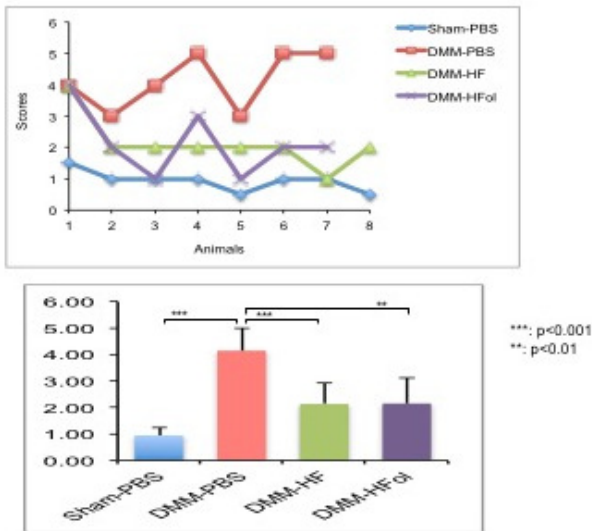 6
5
4
3
2
1
0
Scores
1 2 3 4 5 6 7 8
Animals
Sham-PBS
DMM-PBS
DMM-HF
DMM-HFol
6.00
5.00
4.00
3.00
2.00
1.00
0.00
*** *** **
Sham-PBS DMM-PBS DMM-HF DMM-HFol
***: p<0.001
**: p<0.01